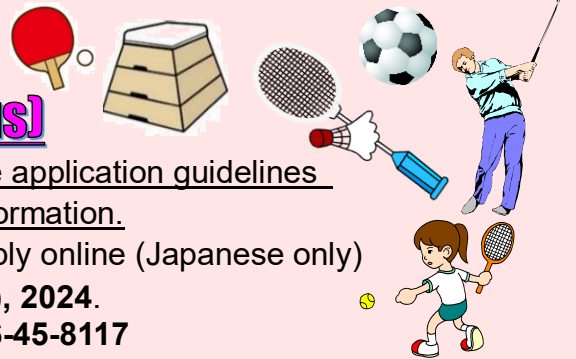 s)
application guidelines
ormation.
ply online (Japanese only)
), 2024.
-45-8117